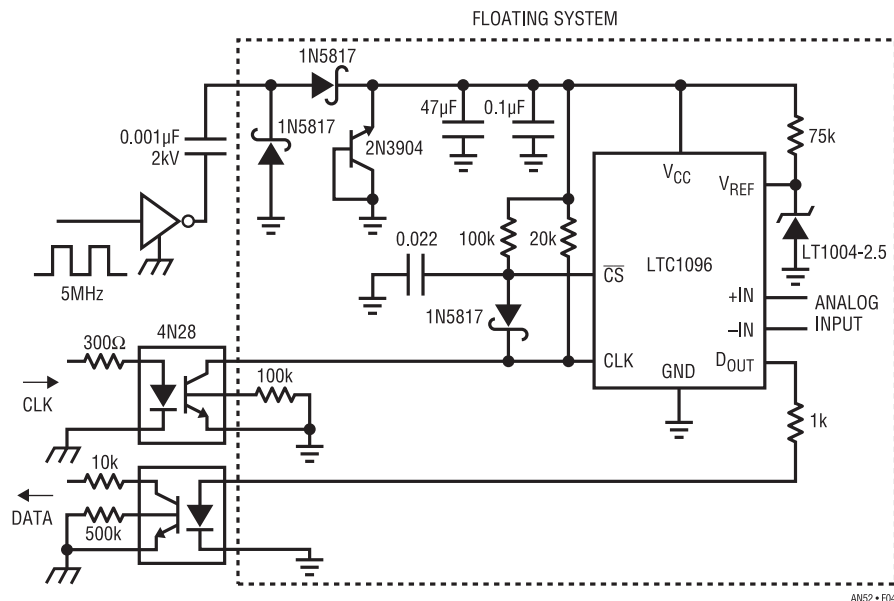 FLOATING SYSTEM
1N5817
0.001µF
2kV
1N5817
2N3904
47µF
0.1µF
75k
5MHz
VCC
VREF
LT1004-2.5
100k
20k
0.022
CS
LTC1096
1N5817
+IN
–IN
ANALOG
INPUT
CLK
GND
DOUT
300Ω
4N28
CLK
100k
1k
10k
DATA
500k